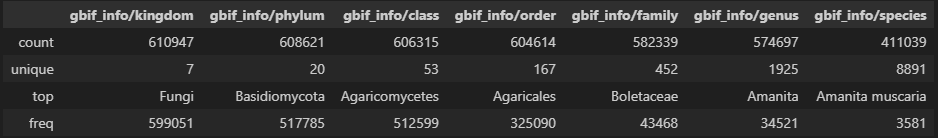 gbif_info/kingdom gbif_info/phylum gbif_info/class gbif_info/order gbif_info/family gbif_info/genus gbif_info/species
count 610947 608621 606315 604614 582339 574697 411039
unique 7 20 53 167 452 1925 8891
top Fungi Basidiomycota Agaricomycetes Agaricales Boletaceae Amanita Amanita muscaria
freq 599051 517785 512599 325090 43468 34521 3581